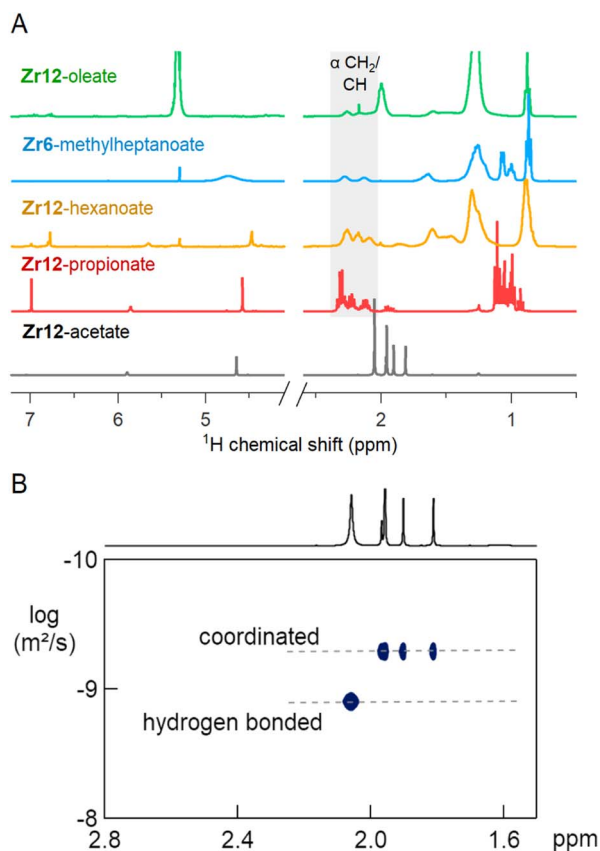 A
α CH₂/
CH
Zr12-oleate
Zr6-methylheptanoate
Zr12-hexanoate
Zr12-propionate
Zr12-acetate
7 6 5 2 1
¹H chemical shift (ppm)
B
-10
log
(m²/s)
coordinated
-9
hydrogen bonded
-8
2.8 2.4 2.0 1.6 ppm